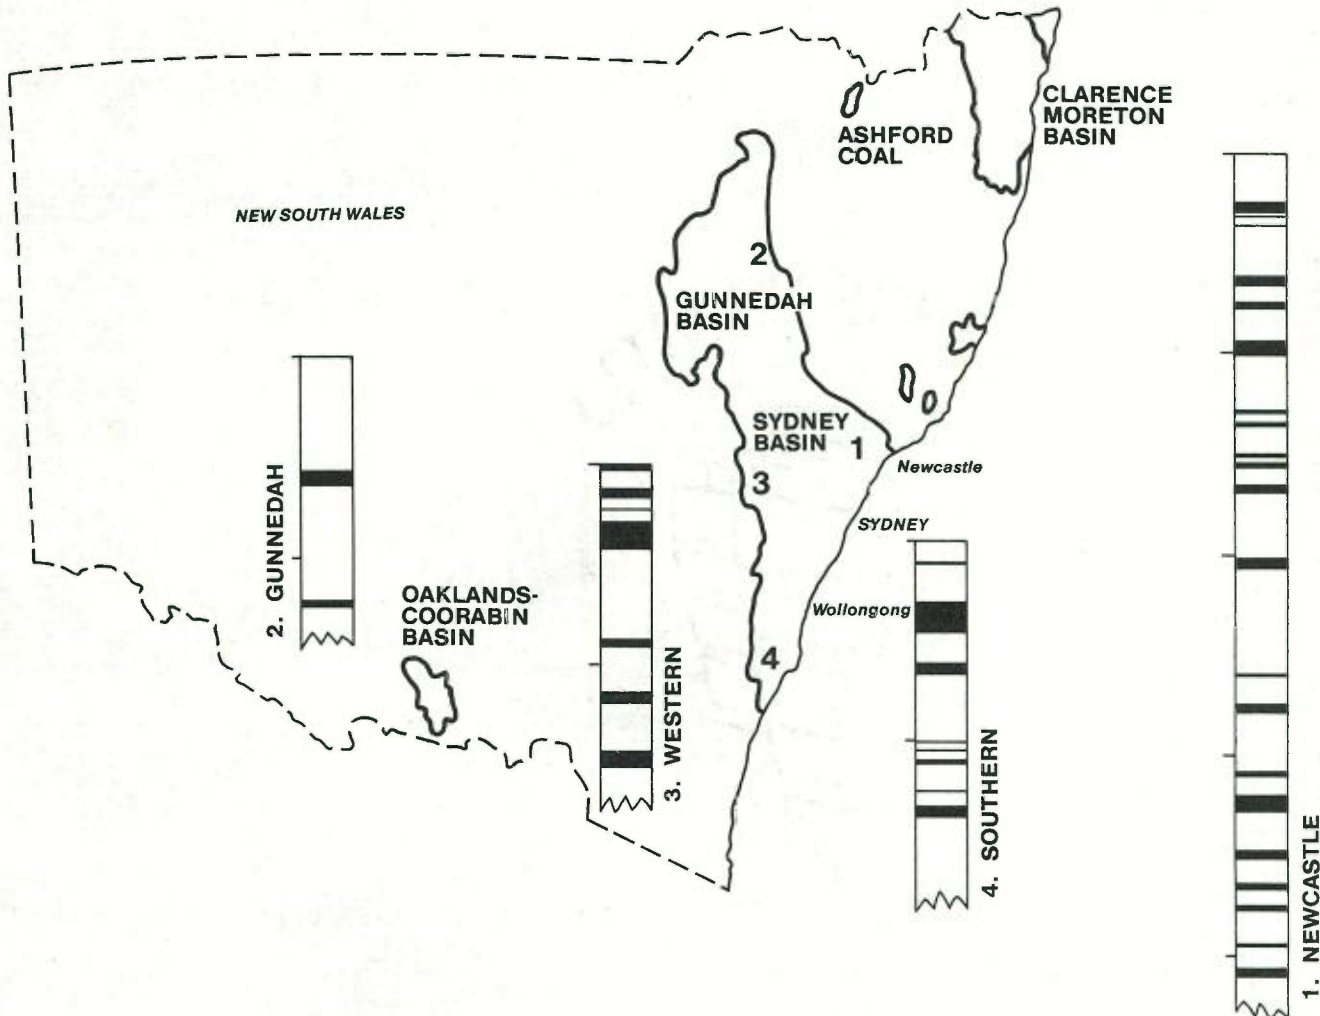 CLARENCE
MORETON
BASIN
ASHFORD
COAL
NEW SOUTH WALES
2
GUNNEDAH
BASIN
SYDNEY
BASIN
1
Newcastle
3
SYDNEY
2. GUNNEDAH
OAKLANDS-
COORABIN
BASIN
Wollongong
4
3. WESTERN
4. SOUTHERN
1. NEWCASTLE